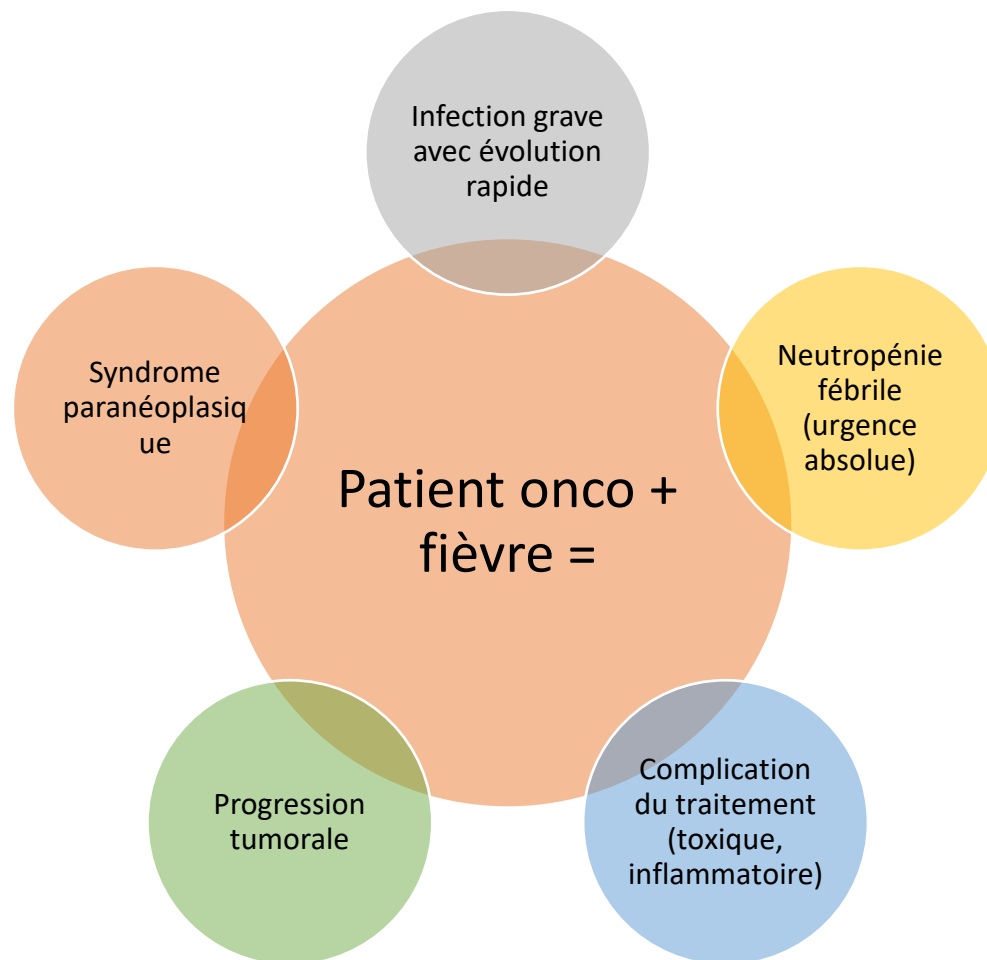 Infection grave
avec évolution
rapide
Syndrome
paranéoplasiq
ue
Neutropénie
fébrile
(urgence
absolue)
Patient onco +
fièvre =
Progression
tumorale
Complication
du traitement
(toxique,
inflammatoire)